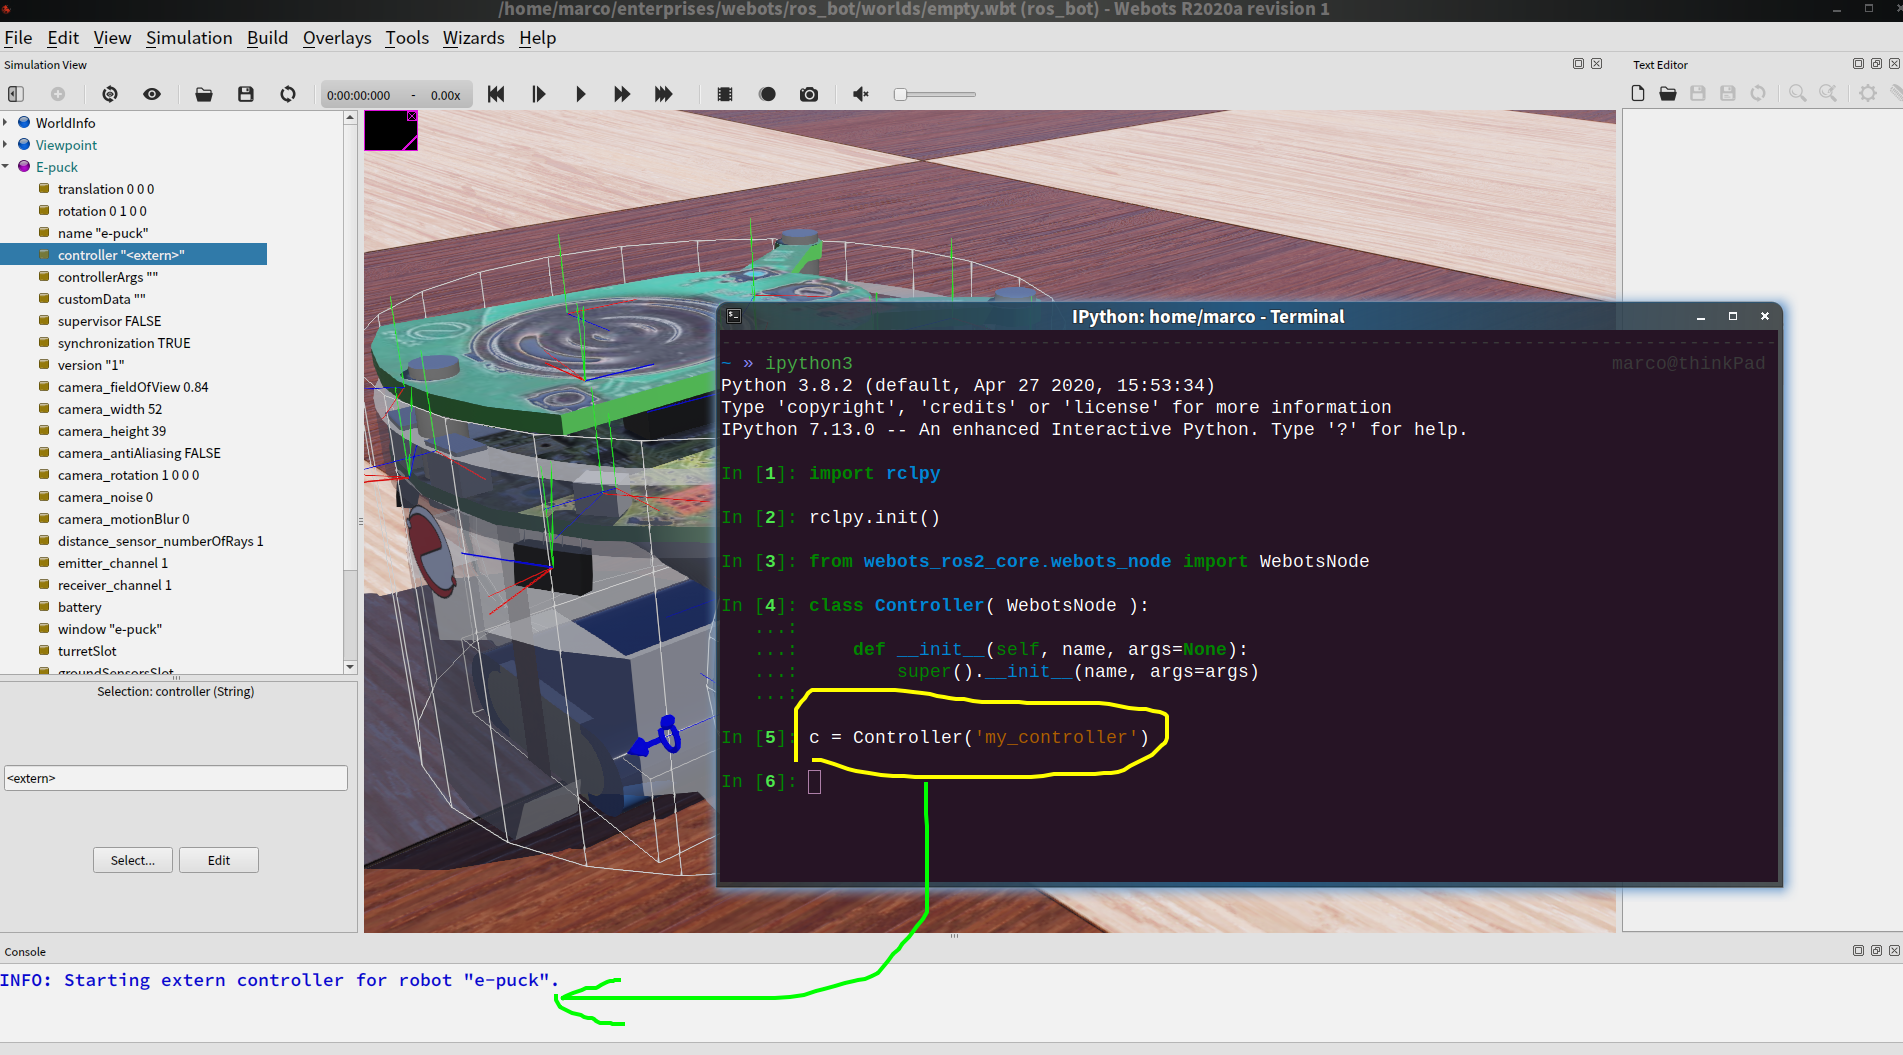 /home/marco/enterprises/webots/ros_bot/worlds/empty.wbt (ros_bot) - Webots R2020a revision 1
File Edit View Simulation Build Overlays Tools Wizards Help
Simulation View
Text Editor
0:00:00:000 - 0.00x
WorldInfo
Viewpoint
E-puck
translation 0 0 0
rotation 0 1 0 0
name "e-puck"
controller "<extern>"
controllerArgs ""
customData ""
supervisor FALSE
synchronization TRUE
version "1"
camera_fieldOfView 0.84
camera_width 52
camera_height 39
camera_antiAliasing FALSE
camera_rotation 1 0 0 0
camera_noise 0
camera_motionBlur 0
distance_sensor_numberOfRays 1
emitter_channel 1
receiver_channel 1
battery
window "e-puck"
turretSlot
groundSensorsSlot
Selection: controller (String)
<extern>
Select... Edit
IPython: home/marco - Terminal
~ » ipython3 marco@thinkPad
Python 3.8.2 (default, Apr 27 2020, 15:53:34)
Type 'copyright', 'credits' or 'license' for more information
IPython 7.13.0 -- An enhanced Interactive Python. Type '?' for help.
In [1]: import rclpy
In [2]: rclpy.init()
In [3]: from webots_ros2_core.webots_node import WebotsNode
In [4]: class Controller( WebotsNode ):
...:
...: def __init__(self, name, args=None):
...: super().__init__(name, args=args)
...:
In [5]: c = Controller('my_controller')
In [6]:
Console
INFO: Starting extern controller for robot "e-puck".